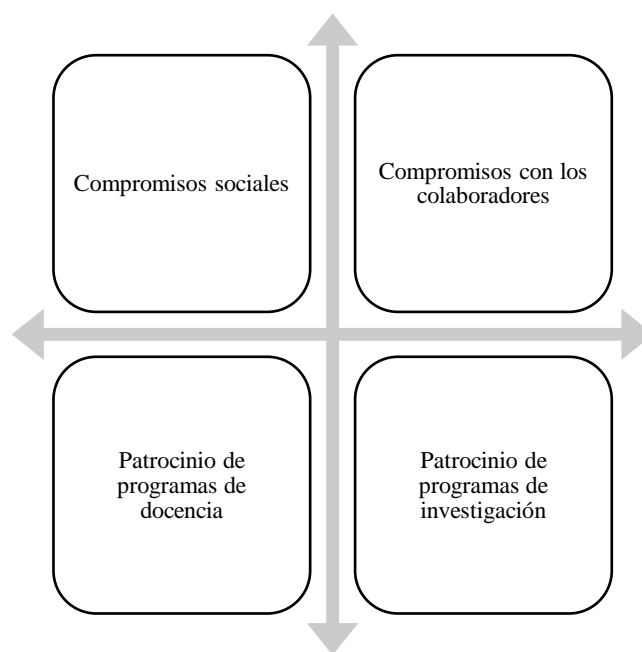 Compromisos sociales
Compromisos con los
colaboradores
Patrocinio de
programas de
docencia
Patrocinio de
programas de
investigación